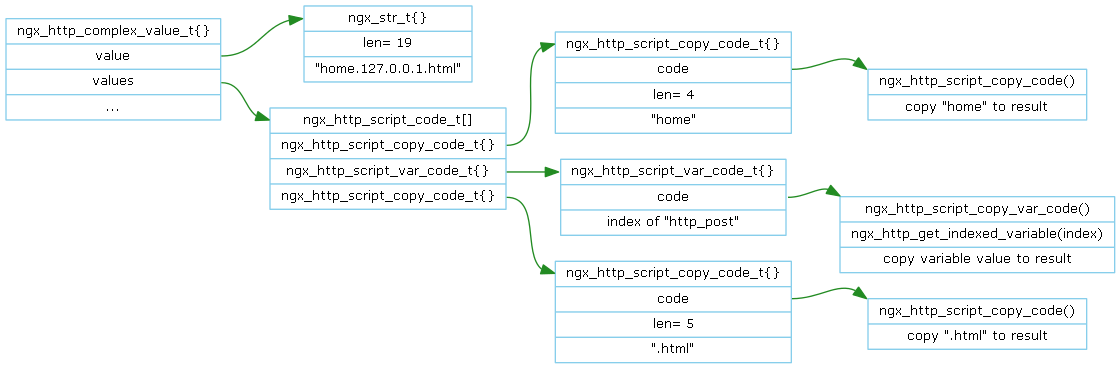 ngx_http_complex_value_t{}
value
values
...
ngx_str_t{}
len= 19
"home.127.0.0.1.html"
ngx_http_script_code_t[]
ngx_http_script_copy_code_t{}
ngx_http_script_var_code_t{}
ngx_http_script_copy_code_t{}
ngx_http_script_copy_code_t{}
code
len= 4
"home"
ngx_http_script_copy_code()
copy "home" to result
ngx_http_script_var_code_t{}
code
index of "http_post"
ngx_http_script_copy_var_code()
ngx_http_get_indexed_variable(index)
copy variable value to result
ngx_http_script_copy_code_t{}
code
len= 5
".html"
ngx_http_script_copy_code()
copy ".html" to result